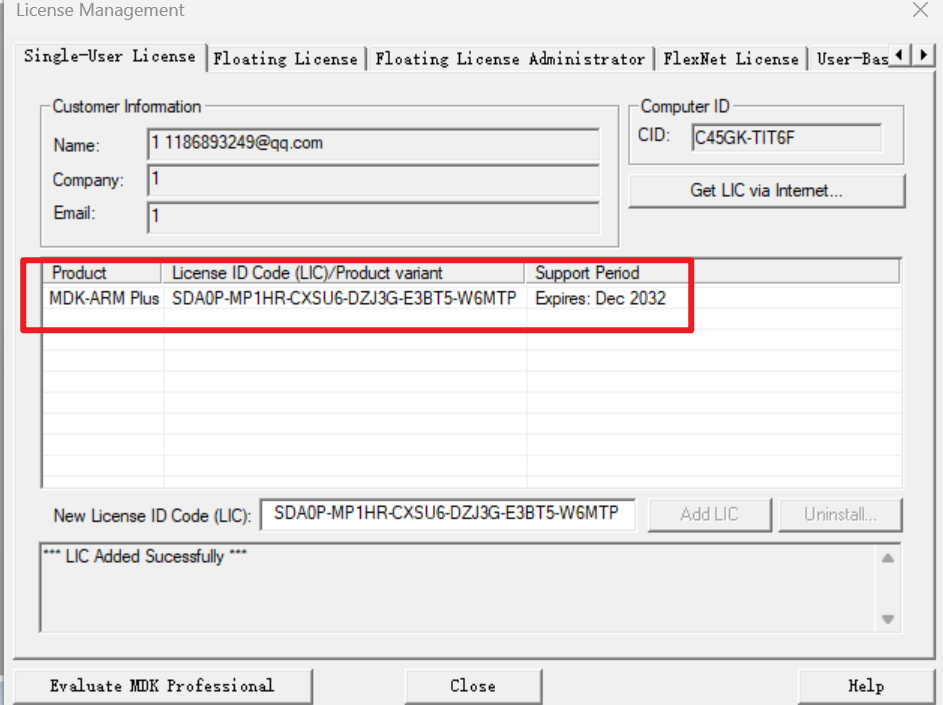 License Management
Single-User License
Floating License
Floating License Administrator
FlexNet License
User-Bas
Customer Information
Name:
1 1186893249@qq.com
Company:
1
Email:
1
Computer ID
CID:
C45GK-TIT6F
Get LIC via Internet...
Product License ID Code (LIC)/Product variant Support Period
MDK-ARM Plus SDA0P-MP1HR-CXSU6-DZJ3G-E3BT5-W6MTP Expires: Dec 2032
New License ID Code (LIC): SDA0P-MP1HR-CXSU6-DZJ3G-E3BT5-W6MTP Add LIC Uninstall...
*** LIC Added Sucessfully ***
Evaluate MDK Professional Close Help